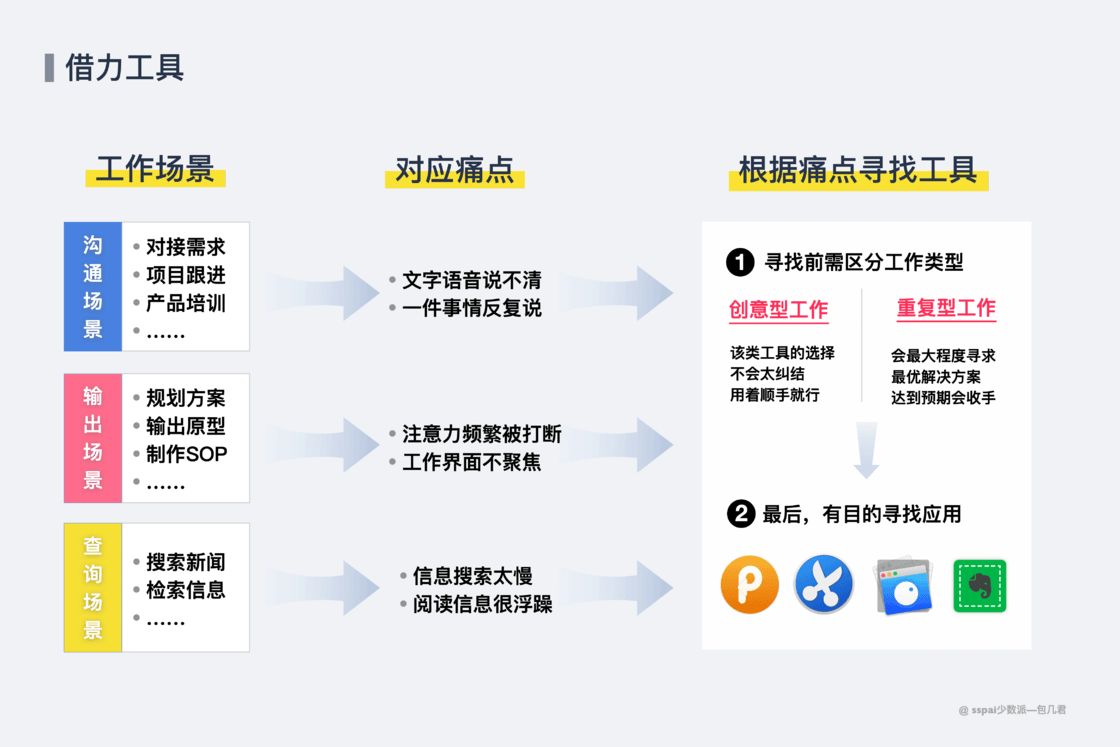 借力工具
工作场景
对应痛点
根据痛点寻找工具
沟通场景
对接需求
项目跟进
产品培训
······
文字语音说不清
一件事情反复说
输出场景
规划方案
输出原型
制作SOP
······
注意力频繁被打断
工作界面不聚焦
查询场景
搜索新闻
检索信息
······
信息搜索太慢
阅读信息很浮躁
1 寻找前需区分工作类型
创意型工作
该类工具的选择
不会太纠结
用着顺手就行
重复型工作
会最大程度寻求
最优解决方案
达到预期会收手
2 最后，有目的寻找应用
@ sspai少数派—包几君